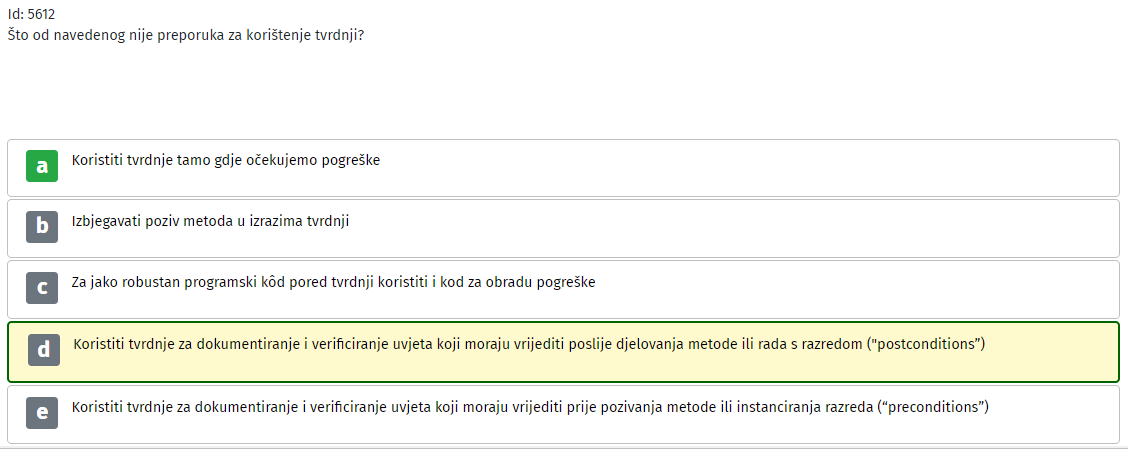 Id: 5612
Što od navedenog nije preporuka za korištenje tvrdnji?
a Koristiti tvrdnje tamo gdje očekujemo pogreške
b Izbjegavati poziv metoda u izrazima tvrdnji
c Za jako robustan programski kôd pored tvrdnji koristiti i kod za obradu pogreške
d Koristiti tvrdnje za dokumentiranje i verificiranje uvjeta koji moraju vrijediti poslije djelovanja metode ili rada s razredom ("postconditions”)
e Koristiti tvrdnje za dokumentiranje i verificiranje uvjeta koji moraju vrijediti prije pozivanja metode ili instanciranja razreda (“preconditions”)